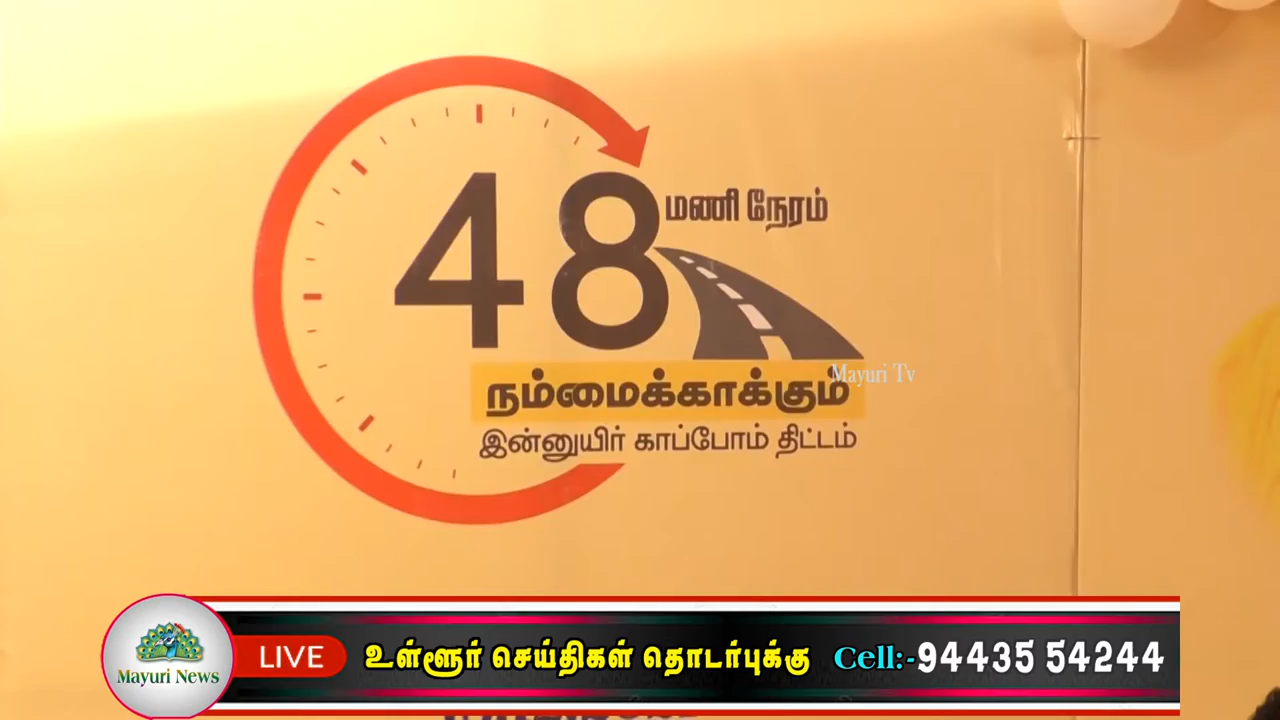 48 மணி நேரம்
நம்மைக்காக்கும்
இன்னுயிர் காப்போம் திட்டம்
Mayuri Tv
Mayuri News
LIVE
உள்ளூர் செய்திகள் தொடர்புக்கு Cell:-94435 54244